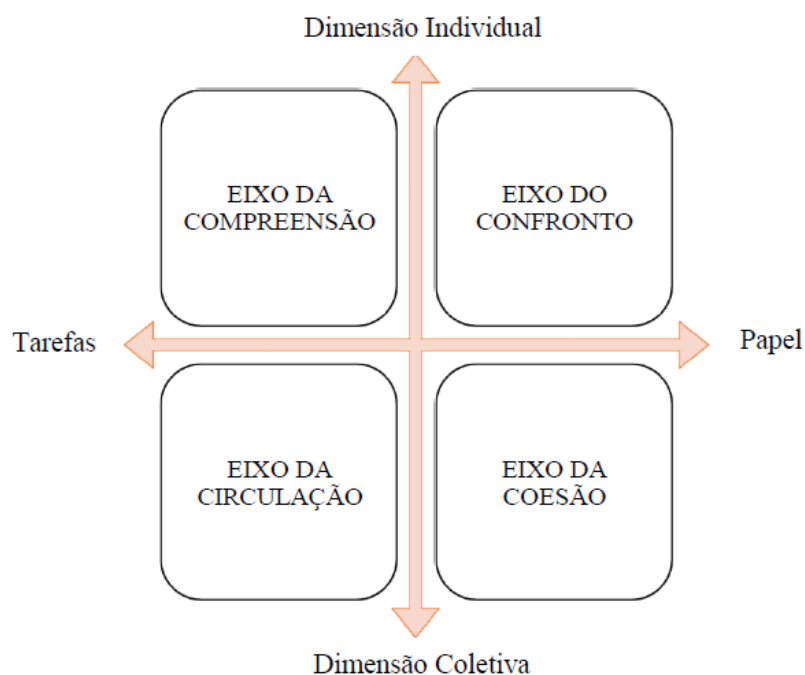 Dimensão Individual
EIXO DA
COMPREENSÃO
EIXO DO
CONFRONTO
Tarefas
Papel
EIXO DA
CIRCULAÇÃO
EIXO DA
COESÃO
Dimensão Coletiva